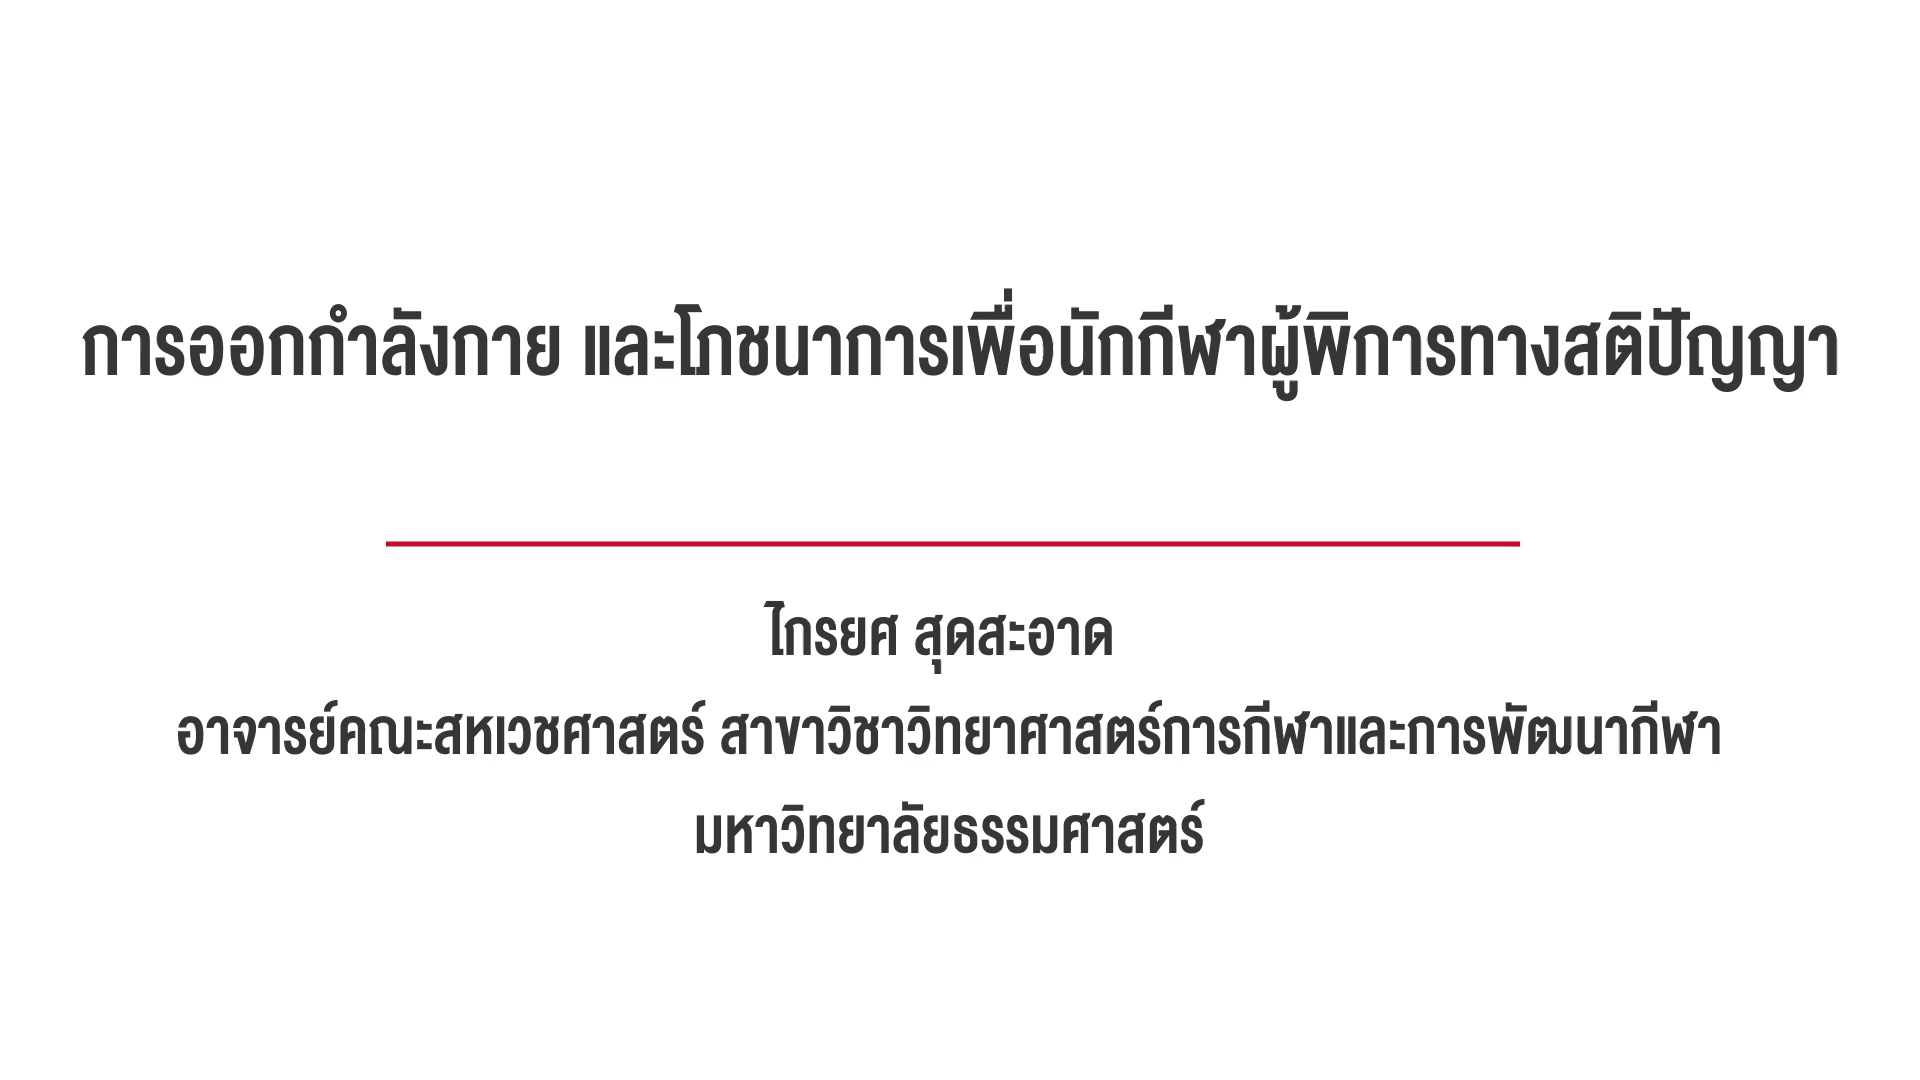 การออกกำลังกาย และโภชนาการเพื่อนักกีฬาผู้พิการทางสติปัญญา
ไกรยศ สุดสะอาด
อาจารย์คณะสหเวชศาสตร์ สาขาวิชาวิทยาศาสตร์การกีฬาและการพัฒนากีฬา
มหาวิทยาลัยธรรมศาสตร์